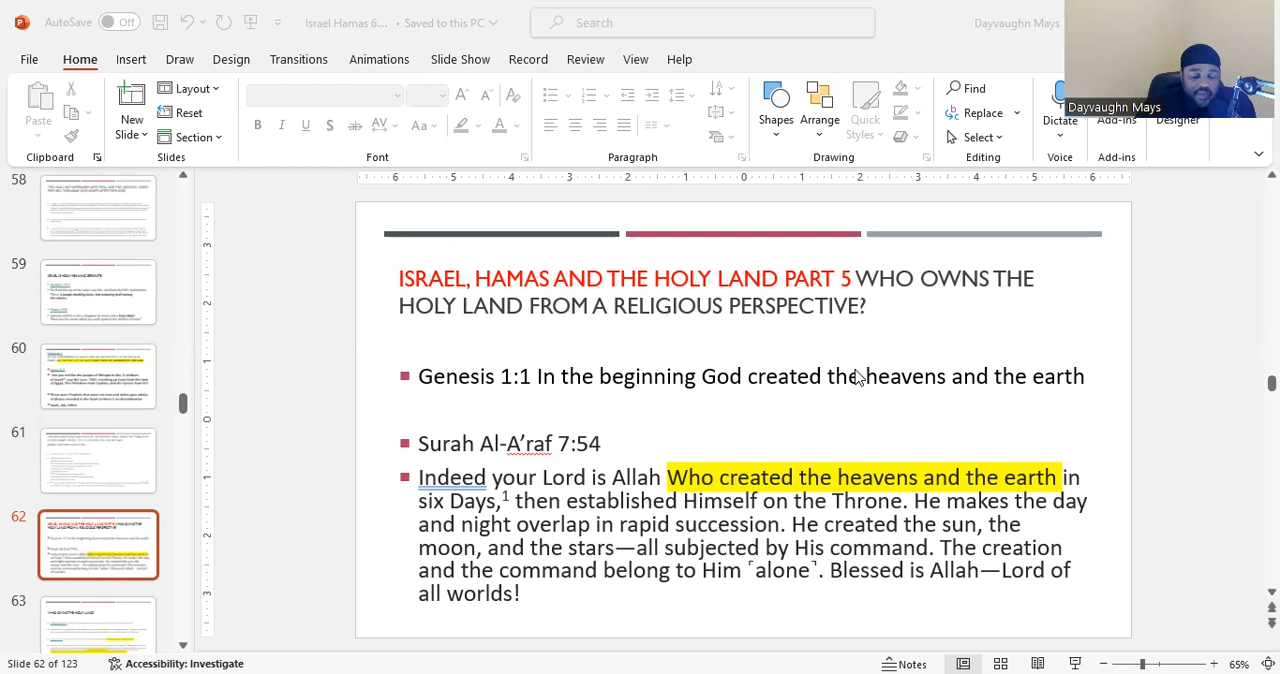 AutoSave Off Israel Hamas 6.... • Saved to this PC Search Dayvaughn Mays
File Home Insert Draw Design Transitions Animations Slide Show Record Review View Help
Dayvaughn Mays
Paste
New
Slide
Layout
Reset
Section
Shapes Arrange Quick
Styles
Find
Replace
Select
Dictate Add-ins Designer
Clipboard Slides Font Paragraph Drawing Editing Voice Add-ins
58
59
60
61
62
63
ISRAEL, HAMAS AND THE HOLY LAND PART 5 WHO OWNS THE
HOLY LAND FROM A RELIGIOUS PERSPECTIVE?
Genesis 1:1 In the beginning God created the heavens and the earth
Surah Al-A’raf 7:54
Indeed your Lord is Allah Who created the heavens and the earth in
six Days,¹ then established Himself on the Throne. He makes the day
and night overlap in rapid succession. He created the sun, the
moon, and the stars—all subjected by His command. The creation
and the command belong to Him ˹alone˺. Blessed is Allah—Lord of
all worlds!
Slide 62 of 123 Accessibility: Investigate Notes 65%